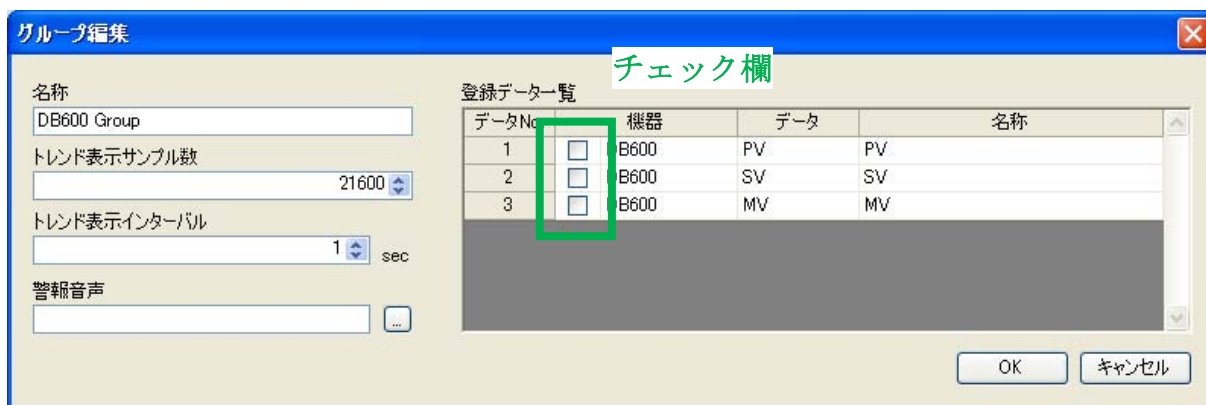 グループ編集
チェック欄
名称
DB600 Group
トレンド表示サンプル数
21600
トレンド表示インターバル
1 sec
警報音声
...
登録データ一覧
データNo 機器 データ 名称
1 DB600 PV PV
2 DB600 SV SV
3 DB600 MV MV
OK キャンセル